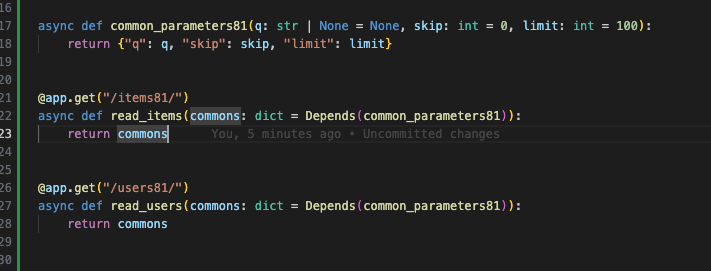 16
17 async def common_parameters81(q: str | None = None, skip: int = 0, limit: int = 100):
18 return {"q": q, "skip": skip, "limit": limit}
19
20
21 @app.get("/items81/")
22 async def read_items(commons: dict = Depends(common_parameters81)):
23 return commons You, 5 minutes ago • Uncommitted changes
24
25
26 @app.get("/users81/")
27 async def read_users(commons: dict = Depends(common_parameters81)):
28 return commons
29
30